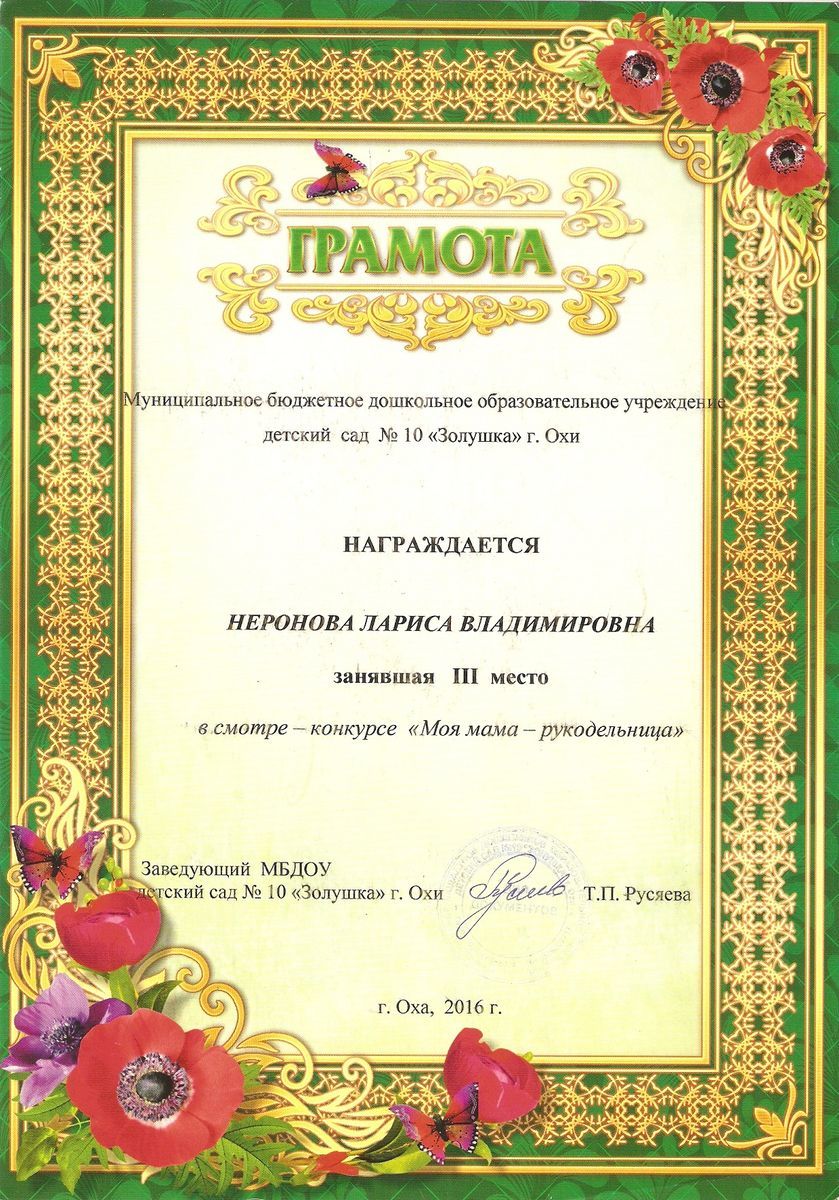 ГРАМОТА
Муниципальное бюджетное дошкольное образовательное учреждение
детский сад № 10 «Золушка» г. Охи
НАГРАЖДАЕТСЯ
НЕРОНОВА ЛАРИСА ВЛАДИМИРОВНА
занявшая III место
в смотре – конкурсе «Моя мама – рукодельница»
Заведующий МБДОУ
детский сад № 10 «Золушка» г. Охи Т.П. Русяева
ДОКУМЕНТОВ
г. Оха, 2016 г.